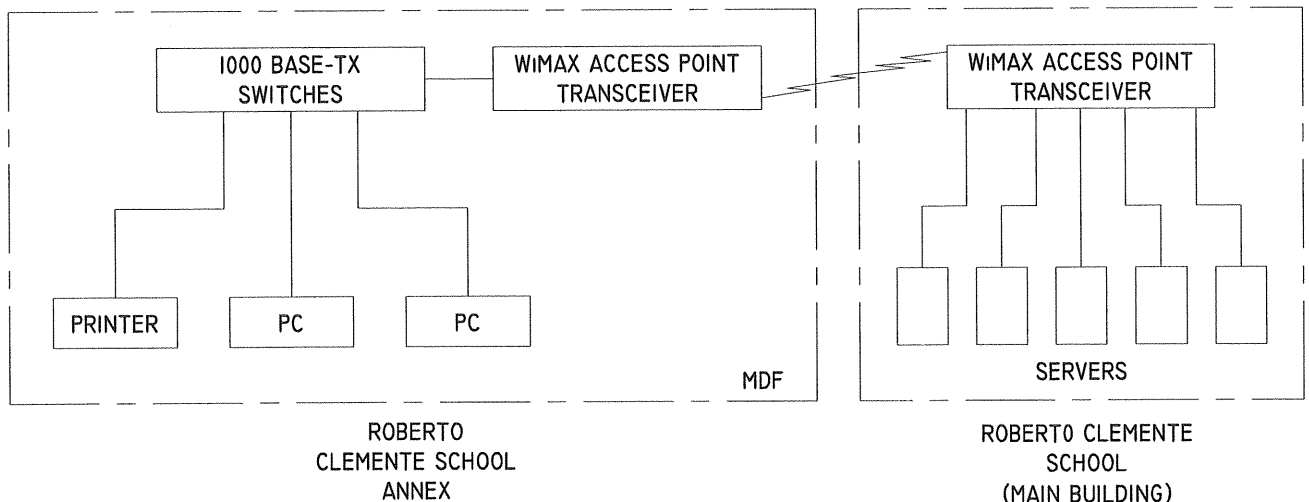 1000 BASE-TX
SWITCHES
WiMAX ACCESS POINT
TRANSCEIVER
PRINTER
PC
PC
MDF
ROBERTO
CLEMENTE SCHOOL
ANNEX
WiMAX ACCESS POINT
TRANSCEIVER
SERVERS
ROBERTO CLEMENTE
SCHOOL
(MAIN BUILDING)